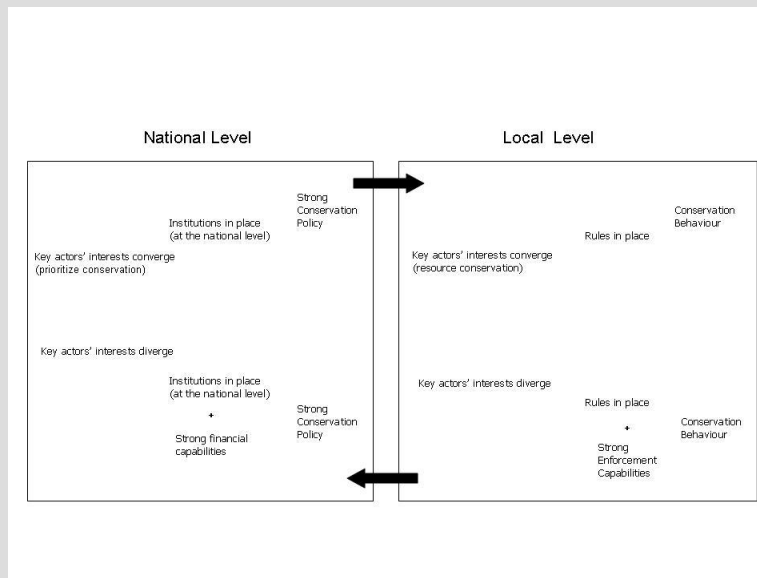 National Level
Strong
Conservation
Policy
Institutions in place
(at the national level)
Key actors' interests converge
(prioritize conservation)
Key actors' interests diverge
Institutions in place
(at the national level)
+
Strong financial
capabilities
Strong
Conservation
Policy
Local Level
Conservation
Behaviour
Rules in place
Key actors' interests converge
(resource conservation)
Key actors' interests diverge
Rules in place
+
Strong
Enforcement
Capabilities
Conservation
Behaviour